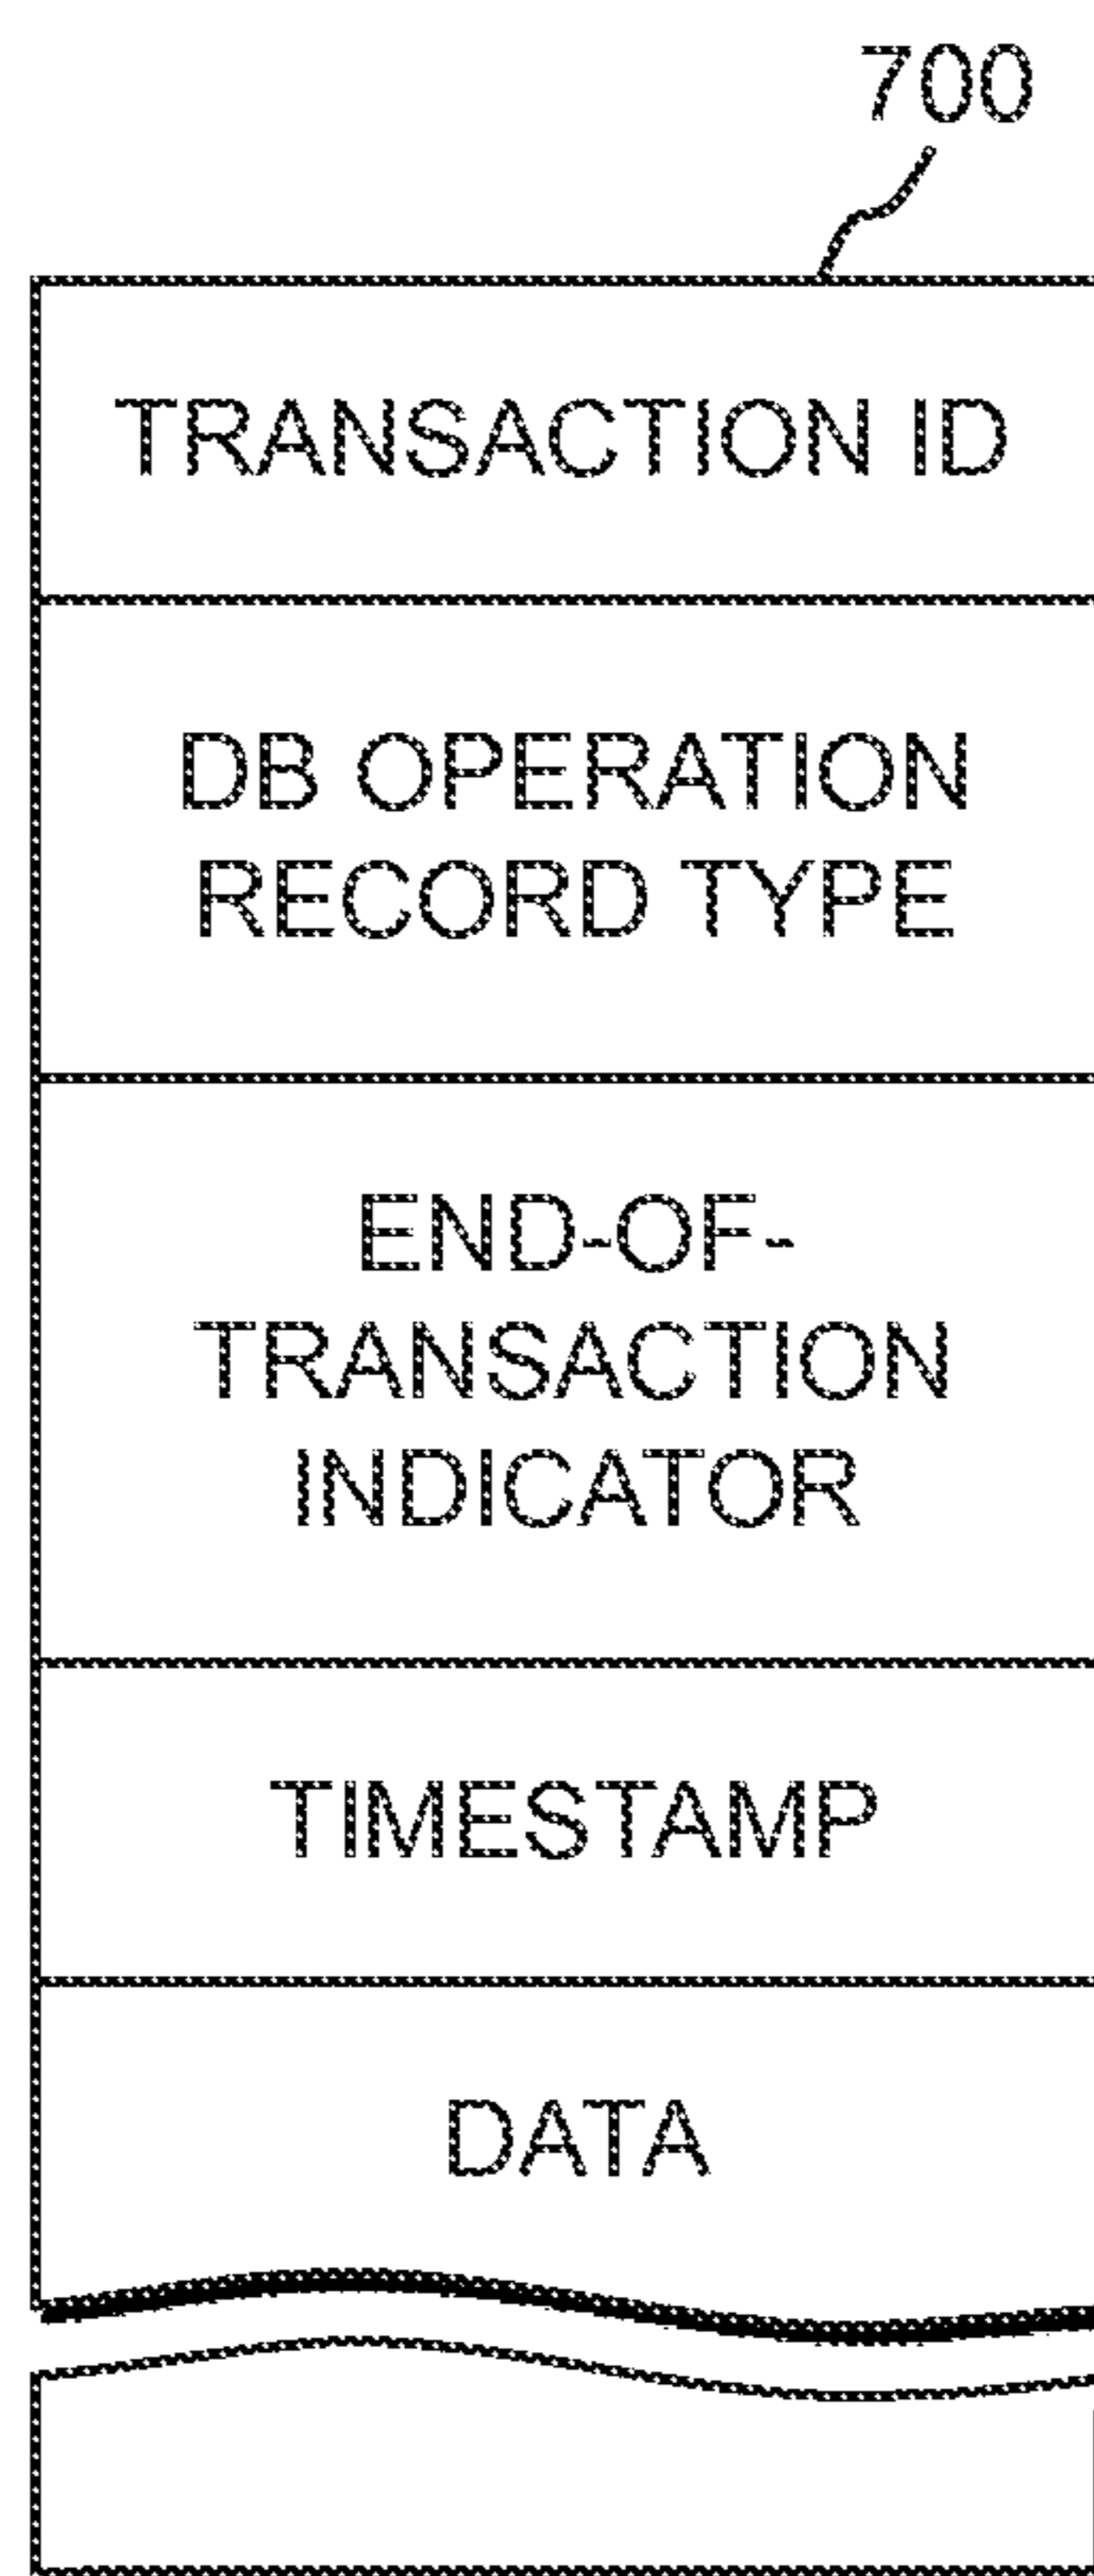 700
TRANSACTION ID
DB OPERATION
RECORD TYPE
END-OF-
TRANSACTION
INDICATOR
TIMESTAMP
DATA